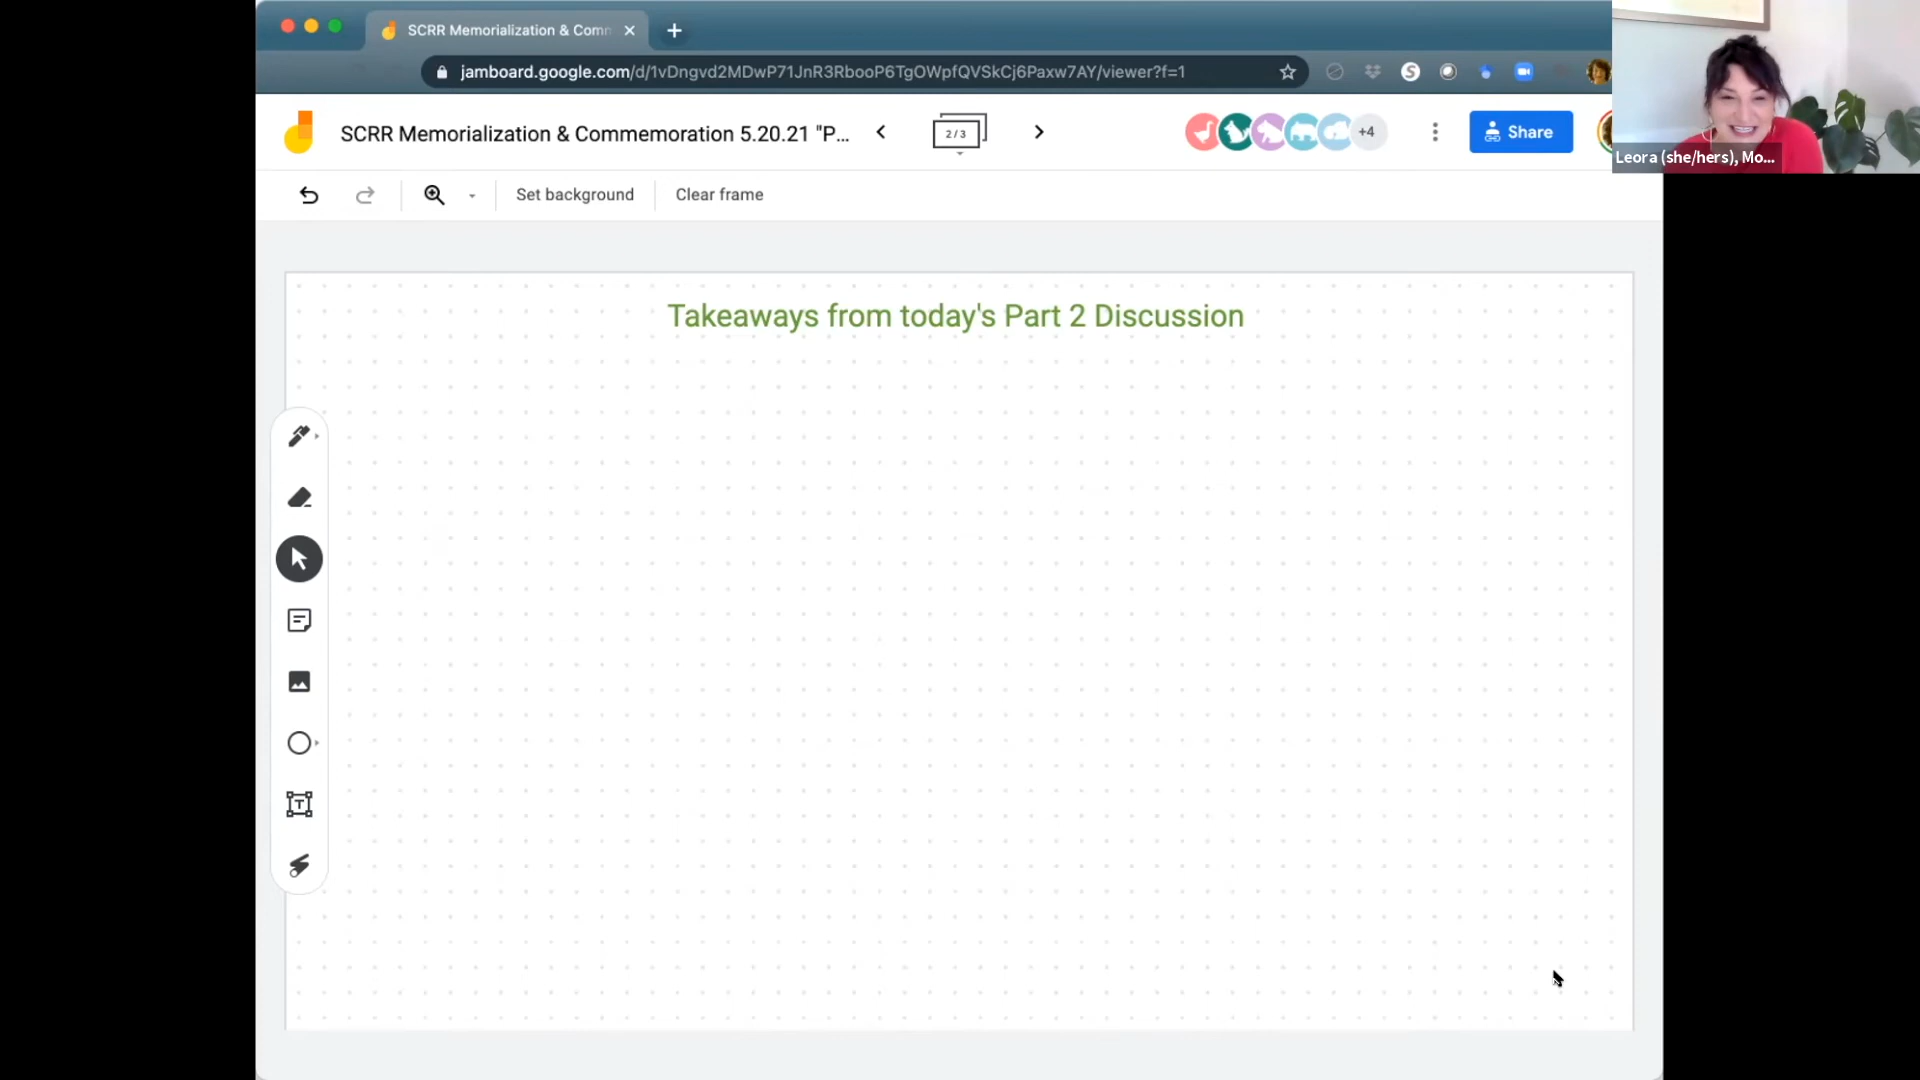 SCRR Memorialization & Comm
jamboard.google.com/d/1vDngvd2MDwP71JnR3RbooP6TgOWpfQVSkCj6Paxw7AY/viewer?f=1
SCRR Memorialization & Commemoration 5.20.21 "P...
2/3
+4
Share
Leora (she/hers), Mo...
Set background
Clear frame
Takeaways from today's Part 2 Discussion